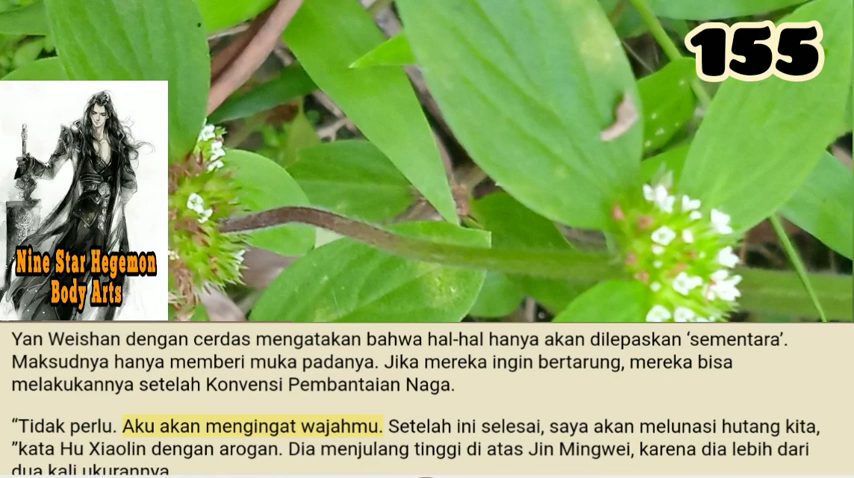 155
Nine Star Hegemon
Body Arts
Yan Weishan dengan cerdas mengatakan bahwa hal-hal hanya akan dilepaskan ‘sementara’.
Maksudnya hanya memberi muka padanya. Jika mereka ingin bertarung, mereka bisa
melakukannya setelah Konvensi Pembantaian Naga.
“Tidak perlu. Aku akan mengingat wajahmu. Setelah ini selesai, saya akan melunasi hutang kita,
”kata Hu Xiaolin dengan arogan. Dia menjulang tinggi di atas Jin Mingwei, karena dia lebih dari
dua kali ukurannya